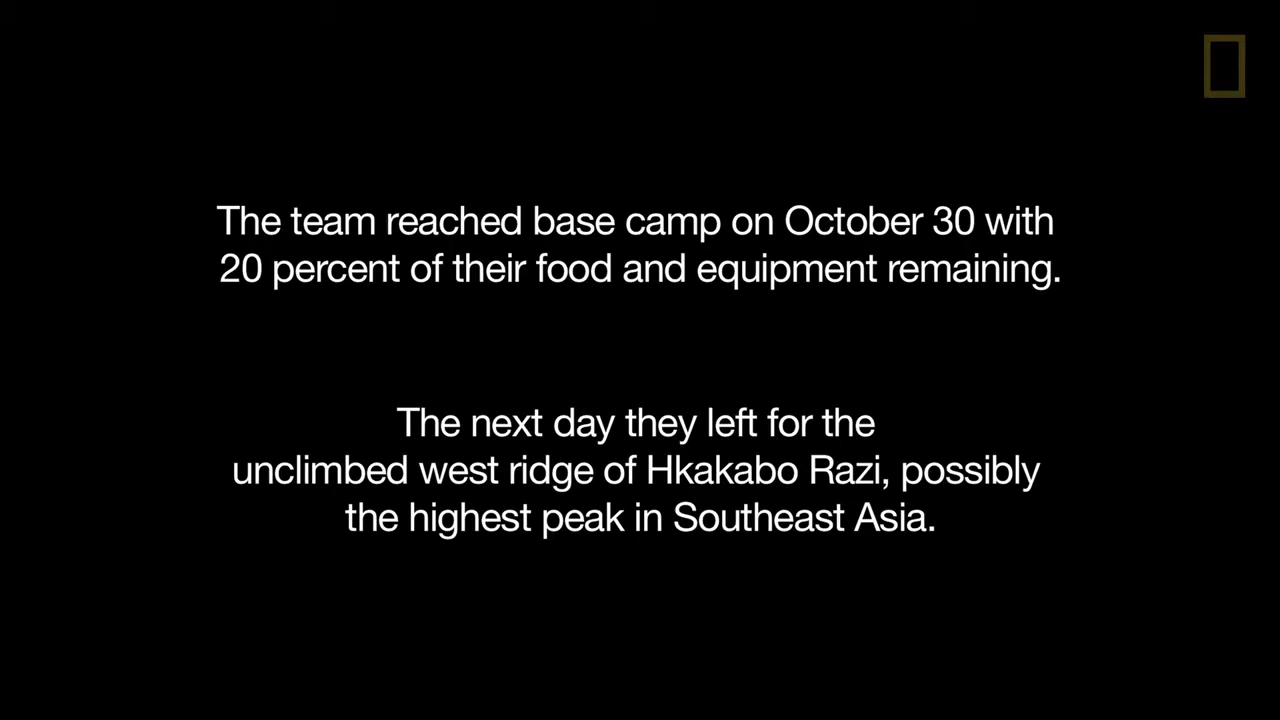 The team reached base camp on October 30 with
20 percent of their food and equipment remaining.
The next day they left for the
unclimbed west ridge of Hkakabo Razi, possibly
the highest peak in Southeast Asia.